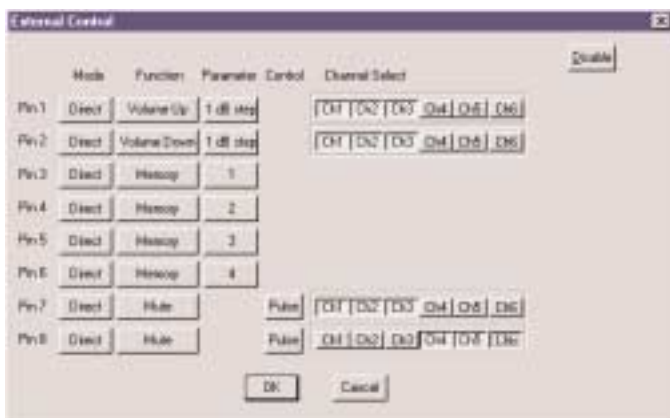 External Control
Disable
Mode Function Parameter Control Channel Select
Pin 1 Direct Volume Up 1 dB step Ch1 Ch2 Ch3 Ch4 Ch5 Ch6
Pin 2 Direct Volume Down 1 dB step Ch1 Ch2 Ch3 Ch4 Ch5 Ch6
Pin 3 Direct Memory 1
Pin 4 Direct Memory 2
Pin 5 Direct Memory 3
Pin 6 Direct Memory 4
Pin 7 Direct Mute Pulse Ch1 Ch2 Ch3 Ch4 Ch5 Ch6
Pin 8 Direct Mute Pulse Ch1 Ch2 Ch3 Ch4 Ch5 Ch6
OK Cancel